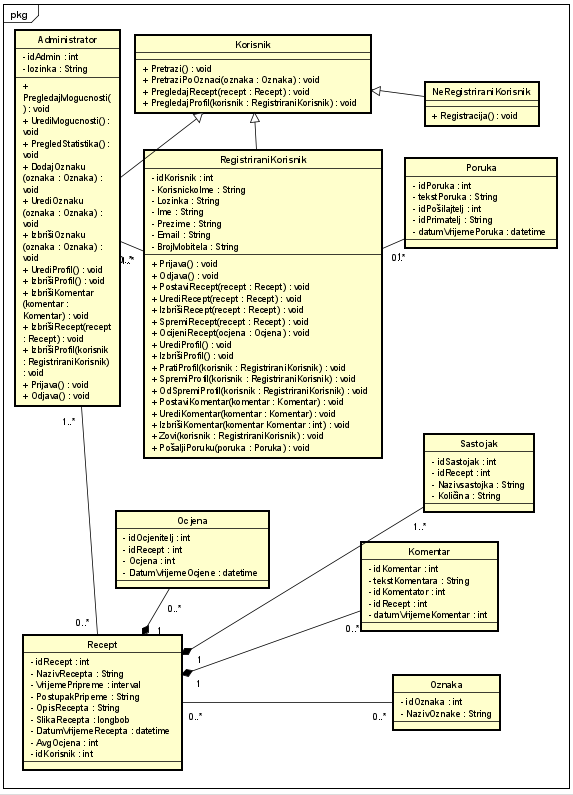 pkg
Administrator
- idAdmin : int
- lozinka : String
+
PregledajMogucnosti(
) : void
+ UrediMogucnosti() :
void
+ PregledStatistika() :
void
+ DodajOznaku
(oznaka : Oznaka) :
void
+ UrediOznaku
(oznaka : Oznaka) :
void
+ IzbrišiOznaku
(oznaka : Oznaka) :
void
+ UrediProfil() : void
+ IzbrišiProfil() : void
+ IzbrišiKomentar
(komentar :
Komentar) : void
+ IzbrišiRecept(recept
: Recept) : void
+ IzbrišiProfil(korisnik
: RegistriraniKorisnik)
: void
+ Prijava() : void
+ Odjava() : void
Korisnik
+ Pretrazi() : void
+ PretraziPoOznaci(oznaka : Oznaka) : void
+ PregledajRecept(recept : Recept) : void
+ PregledajProfil(korisnik : RegistriraniKorisnik) : void
NeRegistriraniKorisnik
+ Registracija() : void
RegistriraniKorisnik
- idKorisnik : int
- KorisnickoIme : String
- Lozinka : String
- Ime : String
- Prezime : String
- Email : String
- BrojMobitela : String
+ Prijava() : void
+ Odjava() : void
+ PostaviRecept(recept : Recept) : void
+ UrediRecept(recept : Recept) : void
+ IzbrišiRecept(recept : Recept) : void
+ SpremiRecept(recept : Recept) : void
+ OcijeniRecept(ocjena : Ocjena) : void
+ UrediProfil() : void
+ IzbrišiProfil() : void
+ PratiProfil(korisnik : RegistriraniKorisnik) : void
+ SpremiProfil(korisnik : RegistriraniKorisnik) : void
+ OdSpremiProfil(korisnik : RegistriraniKorisnik) : void
+ PostaviKomentar(komentar : Komentar) : void
+ UrediKomentar(komentar : Komentar) : void
+ IzbrišiKomentar(komentar Komentar : int) : void
+ Zovi(korisnik : RegistriraniKorisnik) : void
+ PošaljiPoruku(poruka : Poruka) : void
Poruka
- idPoruka : int
- tekstPoruka : String
- idPošiljatelj : int
- idPrimatelj : String
- datumVrijemePoruka : datetime
1..*
Sastojak
- idSastojak : int
- idRecept : int
- Nazivsastojka : String
- Količina : String
1..*
Ocjena
- idOcjenitelj : int
- idRecept : int
- Ocjena : int
- DatumVrijemeOcjene : datetime
0..*
Komentar
- idKomentar : int
- tekstKomentara : String
- idKomentator : int
- idRecept : int
- datumVrijemeKomentar : int
0..*
0..*
1
1
1
Recept
- idRecept : int
- NazivRecepta : String
- VrijemePripreme : interval
- PostupakPripeme : String
- OpisRecepta : String
- SlikaRecepta : longbob
- DatumVrijemeRecepta : datetime
- AvgOcjena : int
- idKorisnik : int
0..*
0..*
Oznaka
- idOznaka : int
- NazivOznake : String